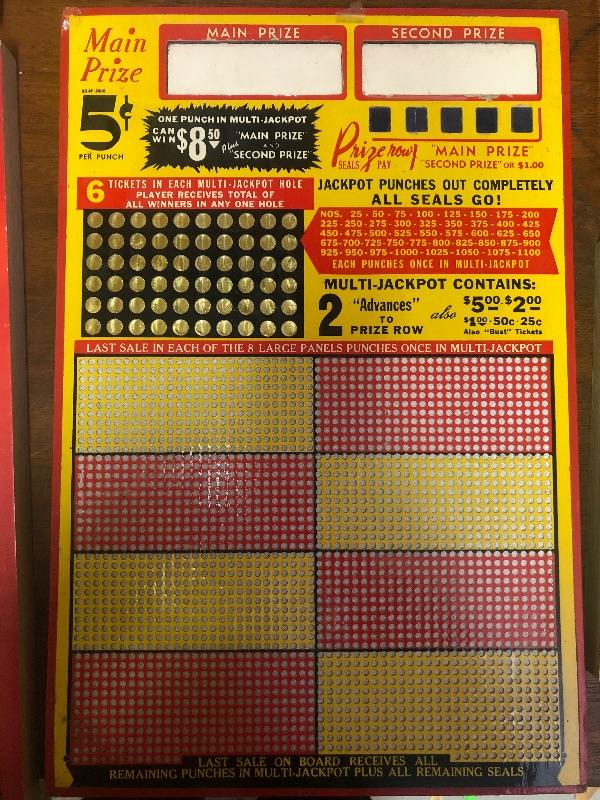 Main
Prize
MAIN PRIZE
SECOND PRIZE
5¢
PER PUNCH
ONE PUNCH IN MULTI-JACKPOT
CAN WIN $8.50 Plus "MAIN PRIZE" AND "SECOND PRIZE"
Prize row!
SEALS PAY
"MAIN PRIZE"
"SECOND PRIZE" OR $1.00
6 TICKETS IN EACH MULTI-JACKPOT HOLE
PLAYER RECEIVES TOTAL OF
ALL WINNERS IN ANY ONE HOLE
JACKPOT PUNCHES OUT COMPLETELY
ALL SEALS GO!
NOS. 25 - 50 - 75 - 100 - 125 - 150 - 175 - 200
225 - 250 - 275 - 300 - 325 - 350 - 375 - 400 - 425
450 - 475 - 500 - 525 - 550 - 575 - 600 - 625 - 650
675 - 700 - 725 - 750 - 775 - 800 - 825 - 850 - 875 - 900
925 - 950 - 975 - 1000 - 1025 - 1050 - 1075 - 1100
EACH PUNCHES ONCE IN MULTI-JACKPOT
MULTI-JACKPOT CONTAINS:
2 "Advances"
TO
PRIZE ROW
also
$5.00 - $2.00
$1.00 - 50c - 25c
Also "Bust" Tickets
LAST SALE IN EACH OF THE 8 LARGE PANELS PUNCHES ONCE IN MULTI-JACKPOT
LAST SALE ON BOARD RECEIVES ALL
REMAINING PUNCHES IN MULTI-JACKPOT PLUS ALL REMAINING SEALS